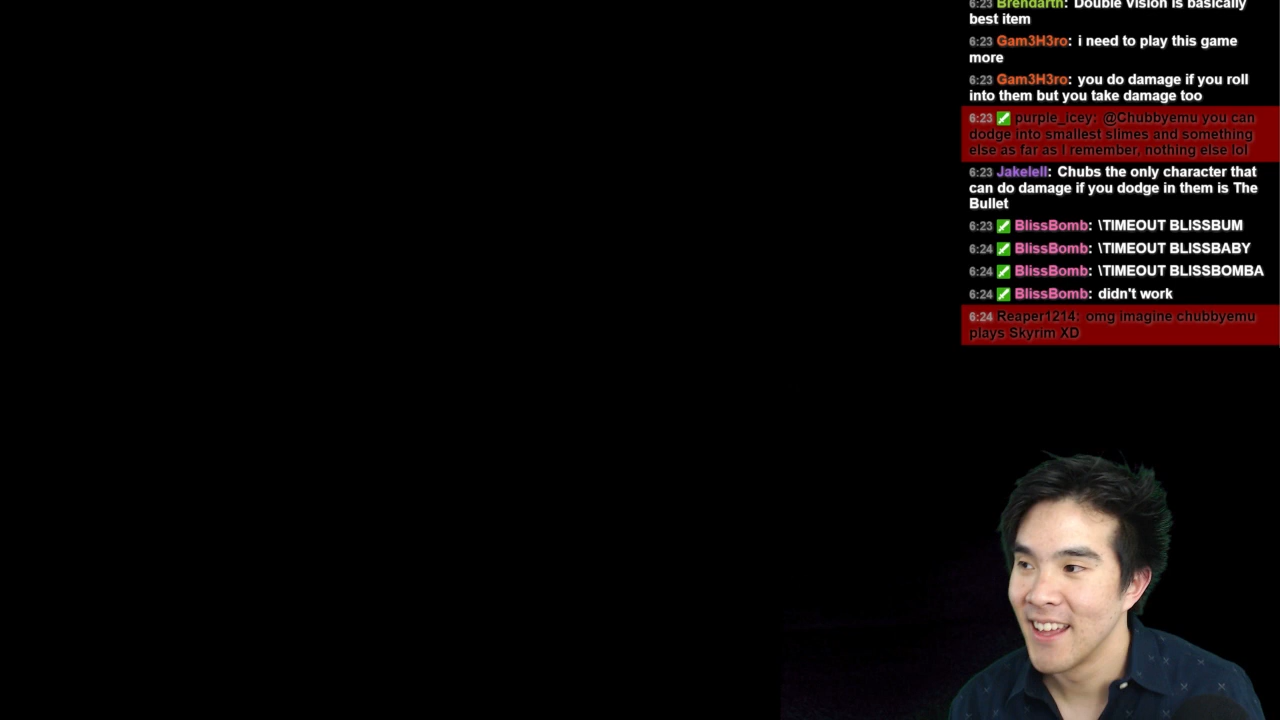 6:23 Brendarth: Double Vision is basically
best item
6:23 Gam3H3ro: i need to play this game
more
6:23 Gam3H3ro: you do damage if you roll
into them but you take damage too
6:23 purple_icey: @Chubbyemu you can
dodge into smallest slimes and something
else as far as I remember, nothing else lol
6:23 Jakelell: Chubs the only character that
can do damage if you dodge in them is The
Bullet
6:23 BlissBomb: \TIMEOUT BLISSBUM
6:24 BlissBomb: \TIMEOUT BLISSBABY
6:24 BlissBomb: \TIMEOUT BLISSBOMBA
6:24 BlissBomb: didn't work
6:24 Reaper1214: omg imagine chubbyemu
plays Skyrim XD